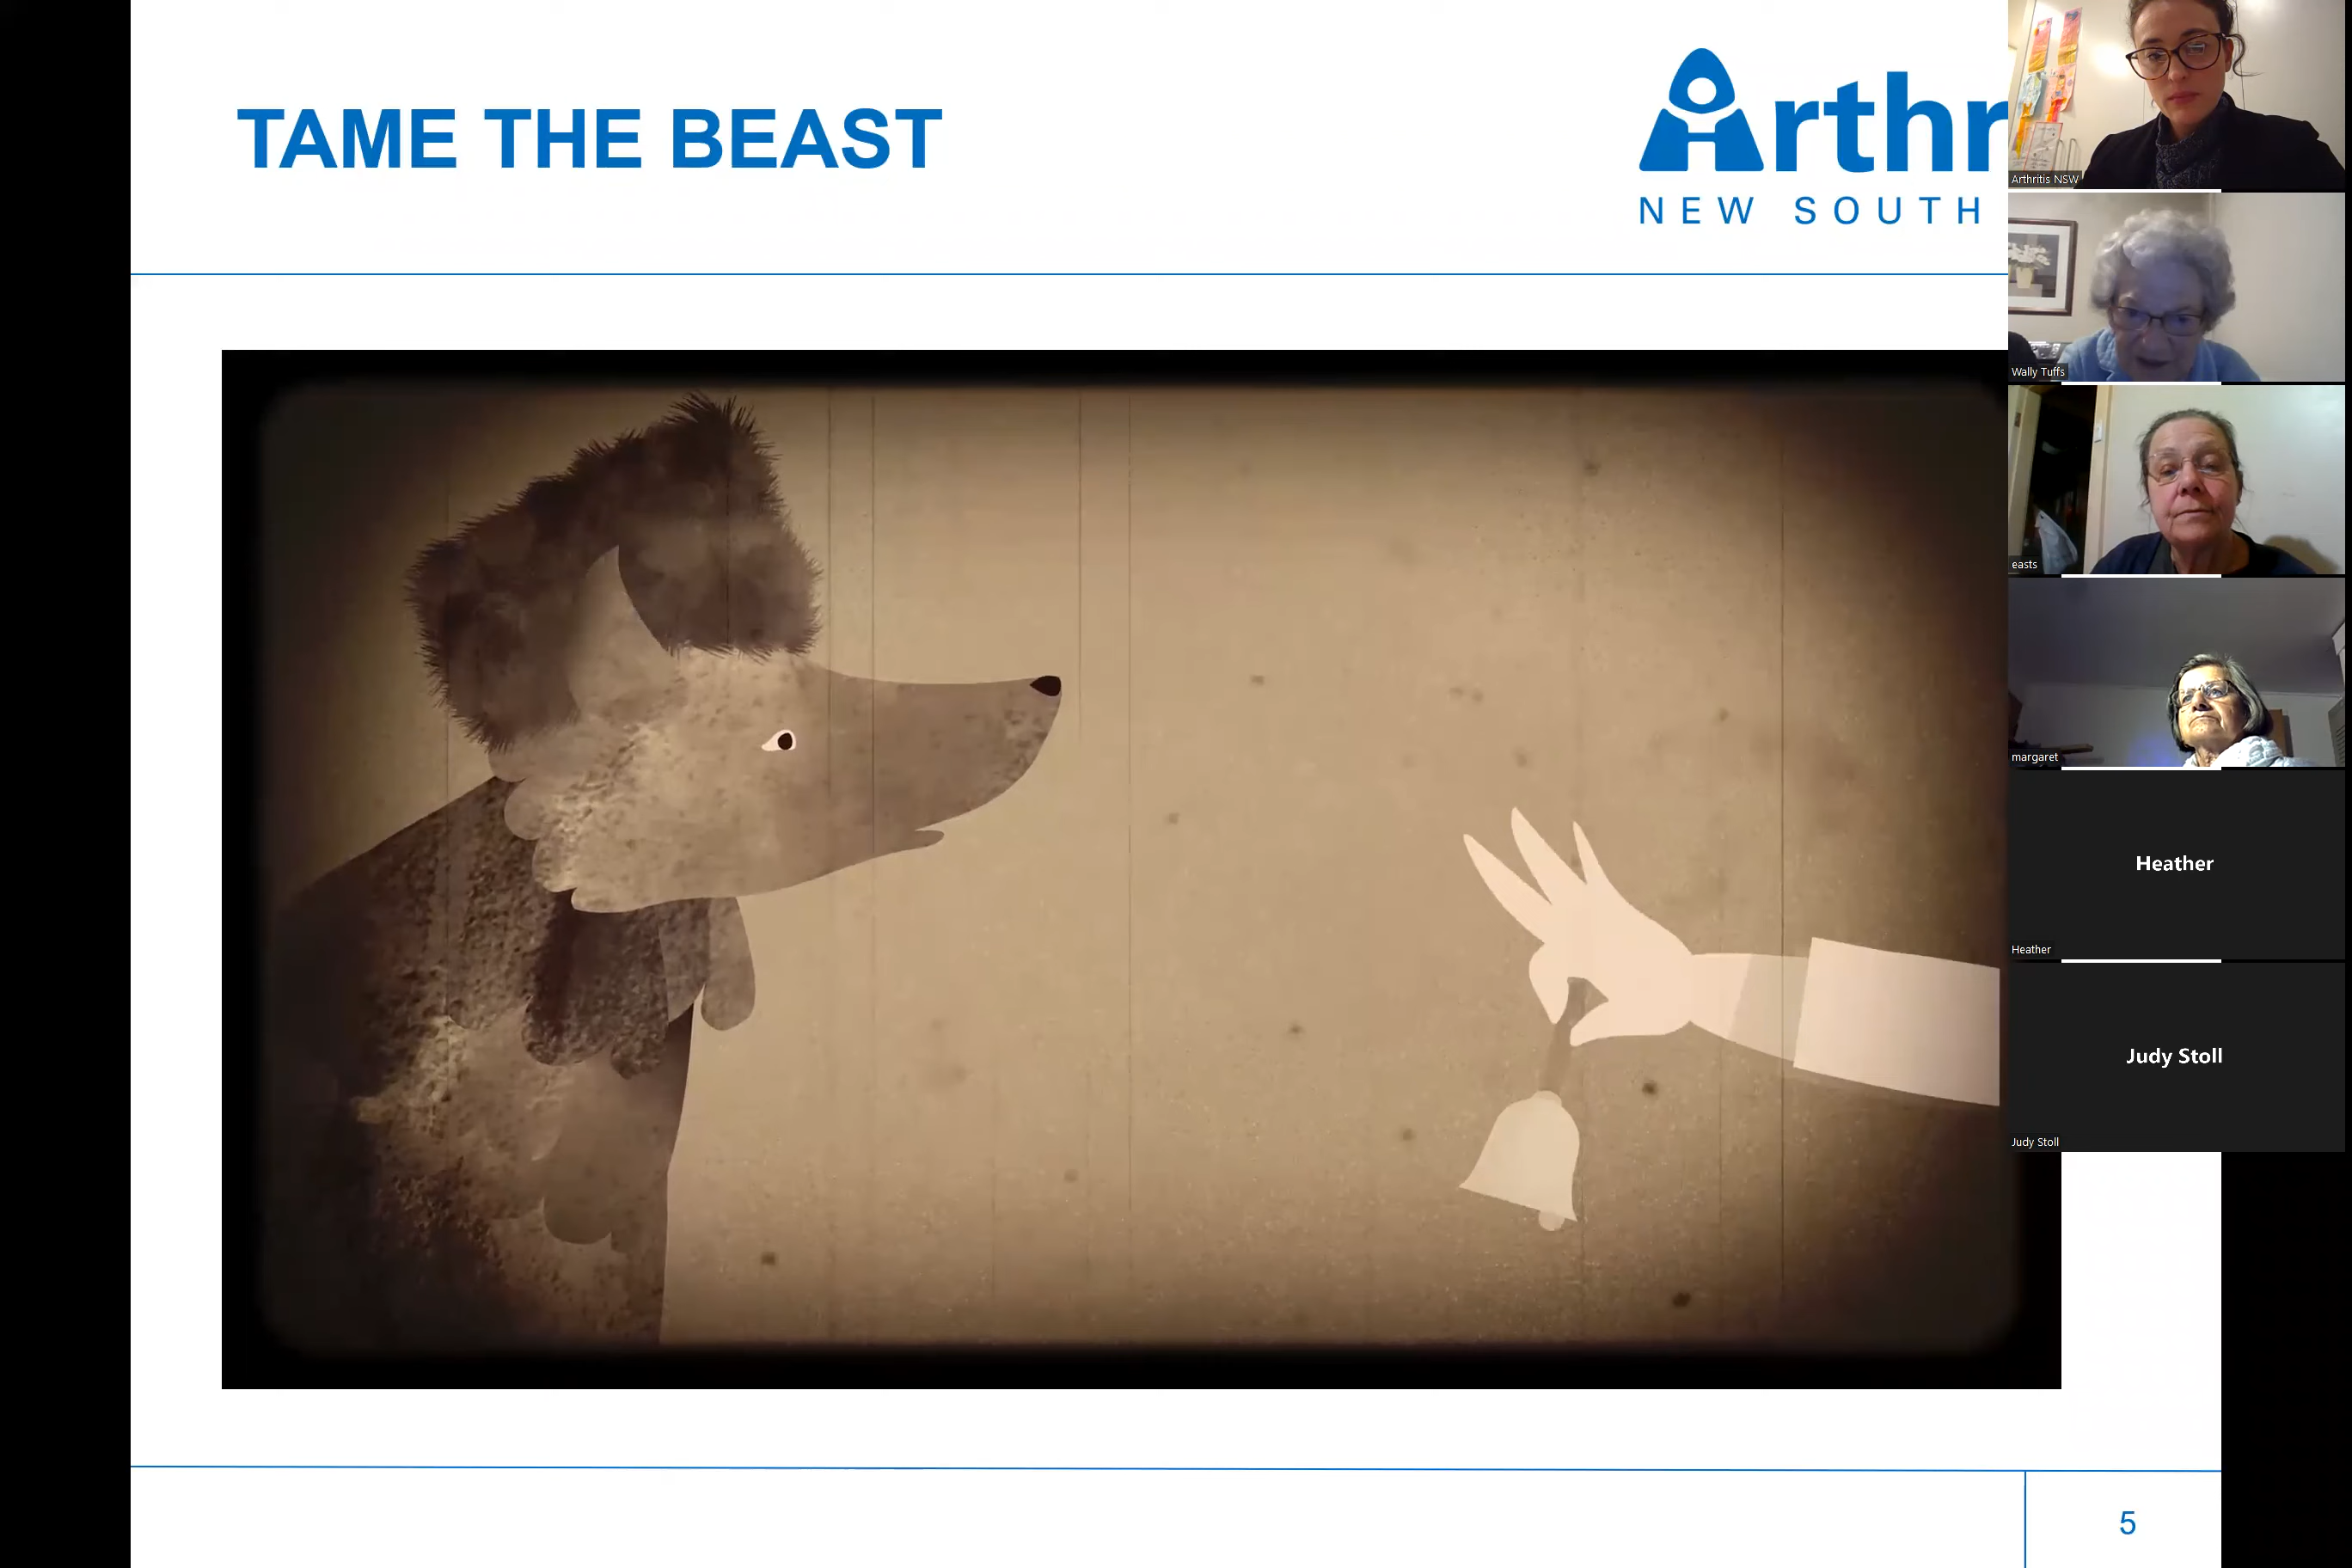 TAME THE BEAST
Arthr
NEW SOUTH
Arthritis NSW
Wally Tuffs
easts
margaret
Heather
Heather
Judy Stoll
Judy Stoll
5